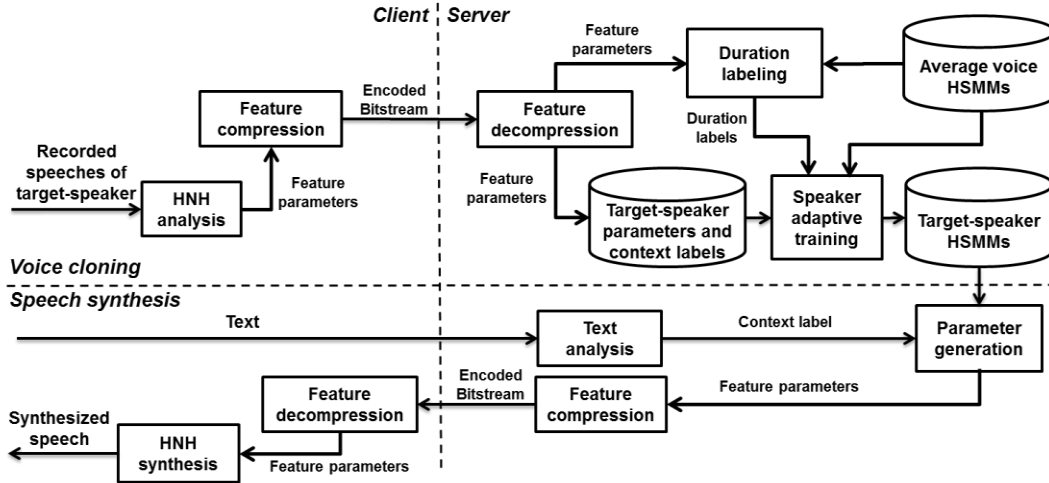 Client
Server
Feature
parameters
Duration
labeling
Average voice
HSMMs
Feature
compression
Encoded
Bitstream
Feature
decompression
Duration
labels
Recorded
speeches of
target-speaker
HNH
analysis
Feature
parameters
Feature
parameters
Target-speaker
parameters and
context labels
Speaker
adaptive
training
Target-speaker
HSMMs
Voice cloning
Speech synthesis
Text
Text
analysis
Context label
Parameter
generation
Feature
decompression
Encoded
Bitstream
Feature
compression
Feature parameters
Synthesized
speech
HNH
synthesis
Feature parameters